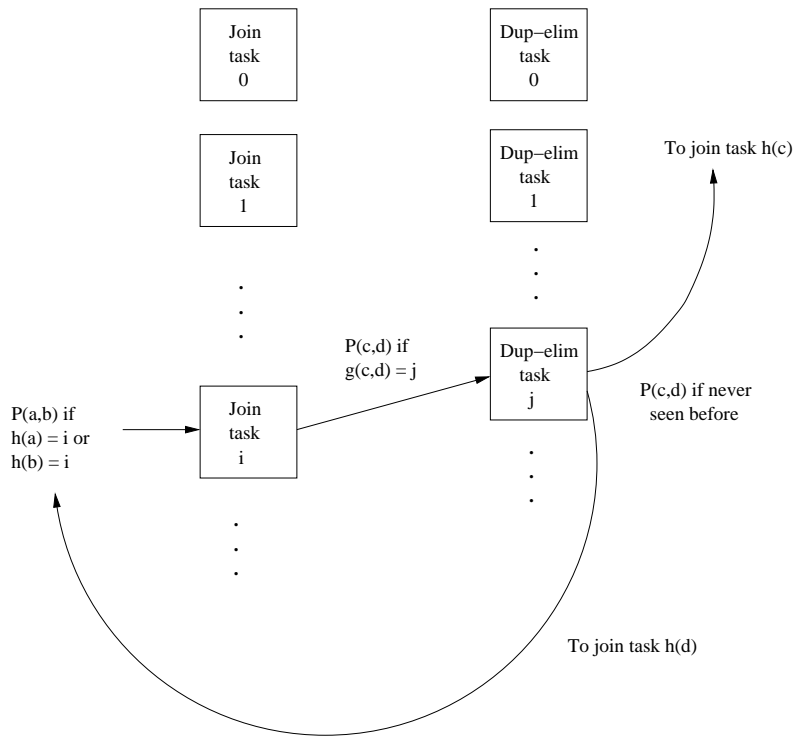 Join
task
0
Dup−elim
task
0
Join
task
1
Dup−elim
task
1
To join task h(c)
P(c,d) if
g(c,d) = j
Dup−elim
task
j
P(c,d) if never
seen before
P(a,b) if
h(a) = i or
h(b) = i
Join
task
i
To join task h(d)